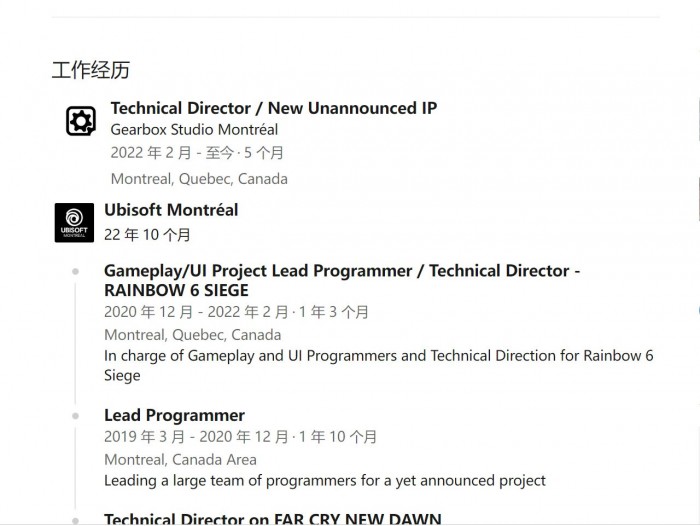 工作经历
Technical Director / New Unannounced IP
Gearbox Studio Montréal
2022 年 2 月 - 至今 · 5 个月
Montreal, Quebec, Canada
UBISOFT
MONTRÉAL
Ubisoft Montréal
22 年 10 个月
Gameplay/UI Project Lead Programmer / Technical Director -
RAINBOW 6 SIEGE
2020 年 12 月 - 2022 年 2 月 · 1 年 3 个月
Montreal, Quebec, Canada
In charge of Gameplay and UI Programmers and Technical Direction for Rainbow 6
Siege
Lead Programmer
2019 年 3 月 - 2020 年 12 月 · 1 年 10 个月
Montreal, Canada Area
Leading a large team of programmers for a yet announced project
Technical Director on FAR CRY NEW DAWN